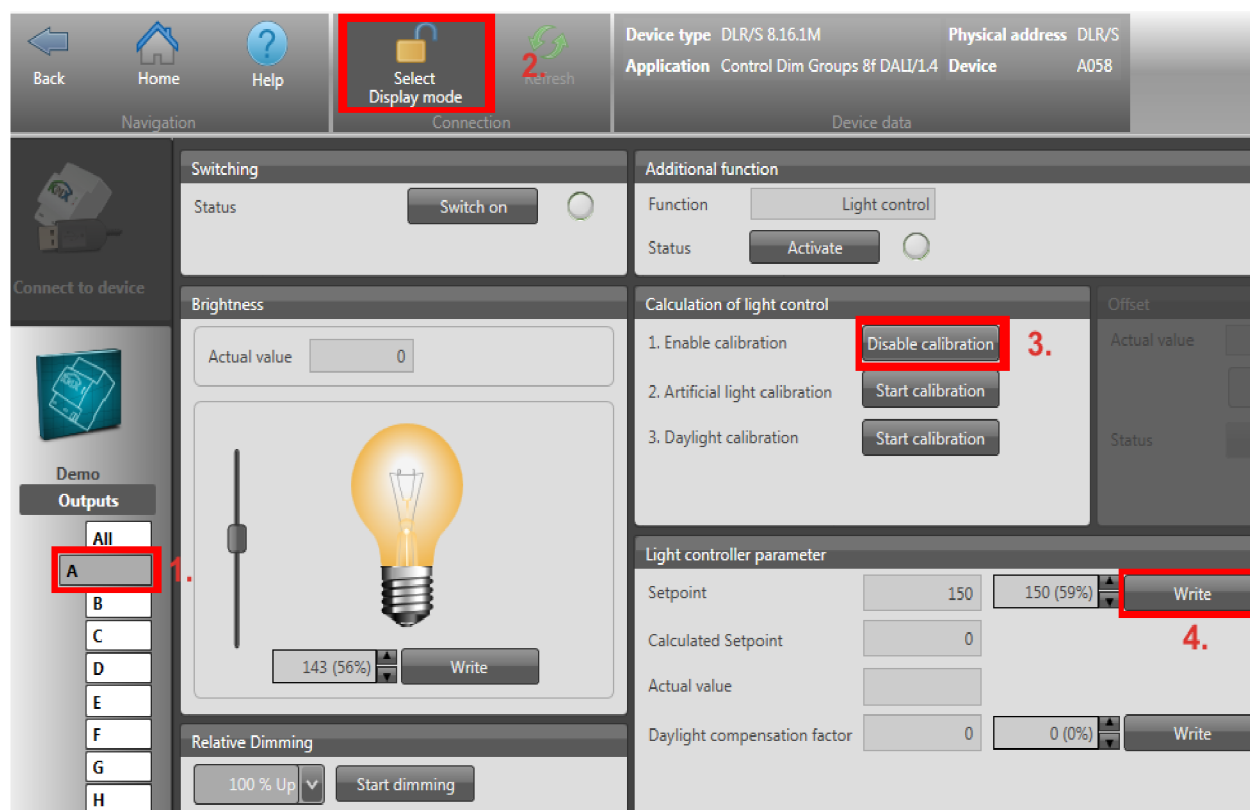 Back
Home
Help
Navigation
Select
Display mode
2.
Refresh
Connection
Device type DLR/S 8.16.1M
Physical address DLR/S
Application Control Dim Groups 8f DALI/1.4
Device A058
Device data
Connect to device
Demo
Outputs
All
A
1.
B
C
D
E
F
G
H
Switching
Status
Switch on
Brightness
Actual value 0
143 (56%)
Write
Relative Dimming
100 % Up
Start dimming
Additional function
Function Light control
Status Activate
Calculation of light control
1. Enable calibration Disable calibration
3.
2. Artificial light calibration Start calibration
3. Daylight calibration Start calibration
Offset
Actual value
Status
Light controller parameter
Setpoint 150 150 (59%) Write
4.
Calculated Setpoint 0
Actual value
Daylight compensation factor 0 0 (0%) Write